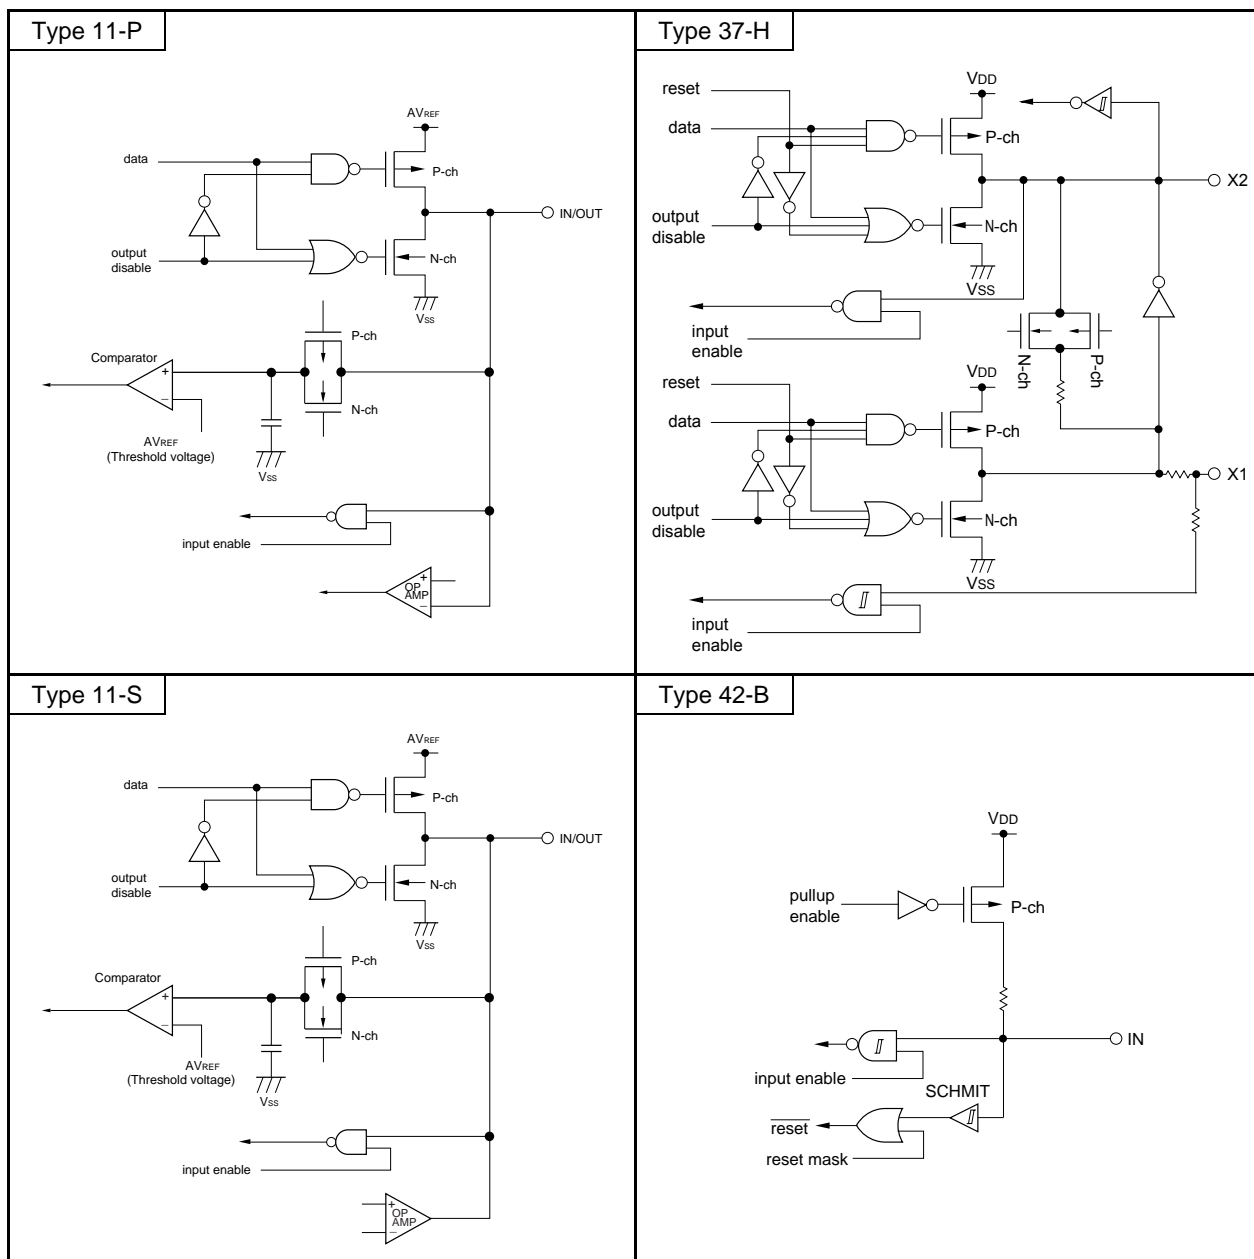 Type 11-P
AVREF
data
P-ch
IN/OUT
output
disable
N-ch
VSS
P-ch
Comparator
+
–
N-ch
AVREF
(Threshold voltage)
VSS
input enable
+
OP
AMP
–
Type 37-H
reset
VDD
data
P-ch
X2
output
disable
N-ch
VSS
input
enable
N-ch
P-ch
reset
VDD
data
P-ch
X1
output
disable
N-ch
VSS
input
enable
Type 11-S
AVREF
data
P-ch
IN/OUT
output
disable
N-ch
VSS
P-ch
Comparator
+
–
N-ch
AVREF
(Threshold voltage)
VSS
input enable
+
OP
AMP
–
Type 42-B
VDD
pullup
enable
P-ch
IN
input enable
SCHMIT
reset
reset mask